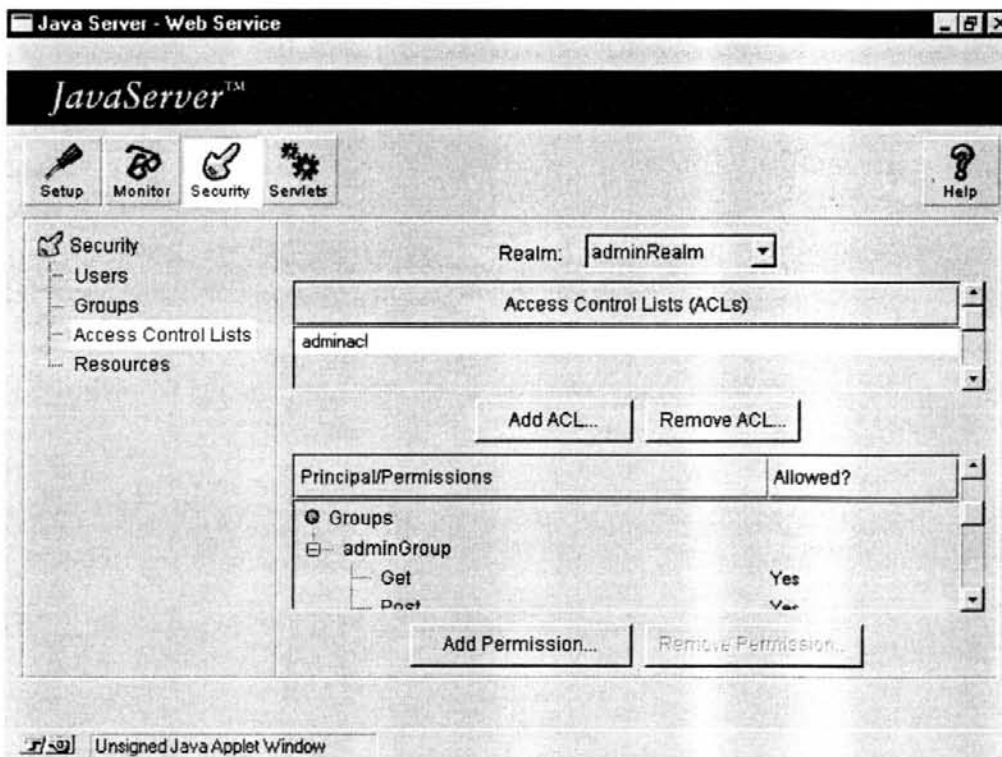 Java Server - Web Service
JavaServer™
Setup
Monitor
Security
Servlets
Help
Security
Users
Groups
Access Control Lists
Resources
Realm: adminRealm
Access Control Lists (ACLs)
adminacl
Add ACL...
Remove ACL...
Principal/Permissions
Allowed?
Groups
adminGroup
Get
Yes
Post
Yes
Add Permission...
Remove Permission...
Unsigned Java Applet Window